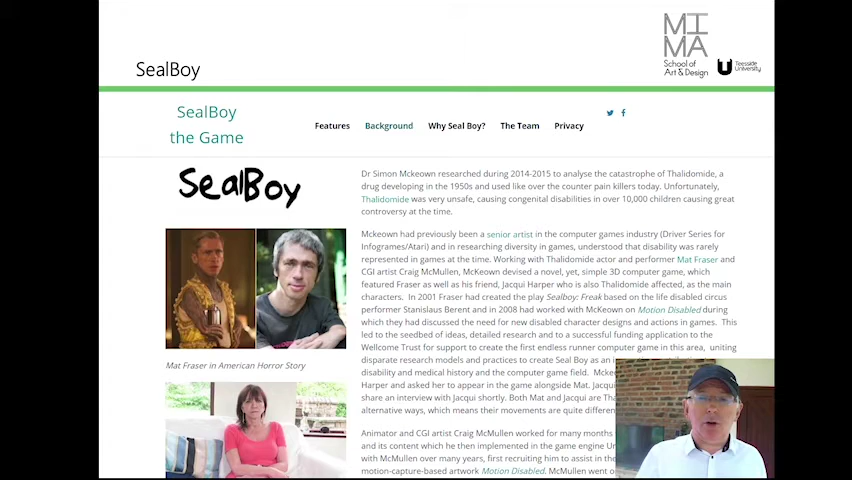 SealBoy
MI
MA
School of
Art & Design
Teesside
University
SealBoy
the Game
Features Background Why Seal Boy? The Team Privacy
SealBoy
Dr Simon Mckeown researched during 2014-2015 to analyse the catastrophe of Thalidomide, a
drug developing in the 1950s and used like over the counter pain killers today. Unfortunately,
Thalidomide was very unsafe, causing congenital disabilities in over 10,000 children causing great
controversy at the time.
Mckeown had previously been a senior artist in the computer games industry (Driver Series for
Infogrames/Atari) and in researching diversity in games, understood that disability was rarely
represented in games at the time. Working with Thalidomide actor and performer Mat Fraser and
CGI artist Craig McMullen, McKeown devised a novel, yet, simple 3D computer game, which
featured Fraser as well as his friend, Jacqui Harper who is also Thalidomide affected, as the main
characters. In 2001 Fraser had created the play Sealboy: Freak based on the life disabled circus
performer Stanislaus Berent and in 2008 had worked with McKeown on Motion Disabled during
which they had discussed the need for new disabled character designs and actions in games. This
led to the seedbed of ideas, detailed research and to a successful funding application to the
Wellcome Trust for support to create the first endless runner computer game in this area, uniting
disparate research models and practices to create Seal Boy as an
disability and medical history and the computer game field.
Harper and asked her to appear in the game alongside Mat.
share an interview with Jacqui shortly. Both Mat and Jacqui are
alternative ways, which means their movements are quite
Mat Fraser in American Horror Story
Animator and CGI artist Craig McMullen worked for many months
and its content which he then implemented in the game engine
with McMullen over many years, first recruiting him to assist in the
motion-capture-based artwork Motion Disabled. McMullen went